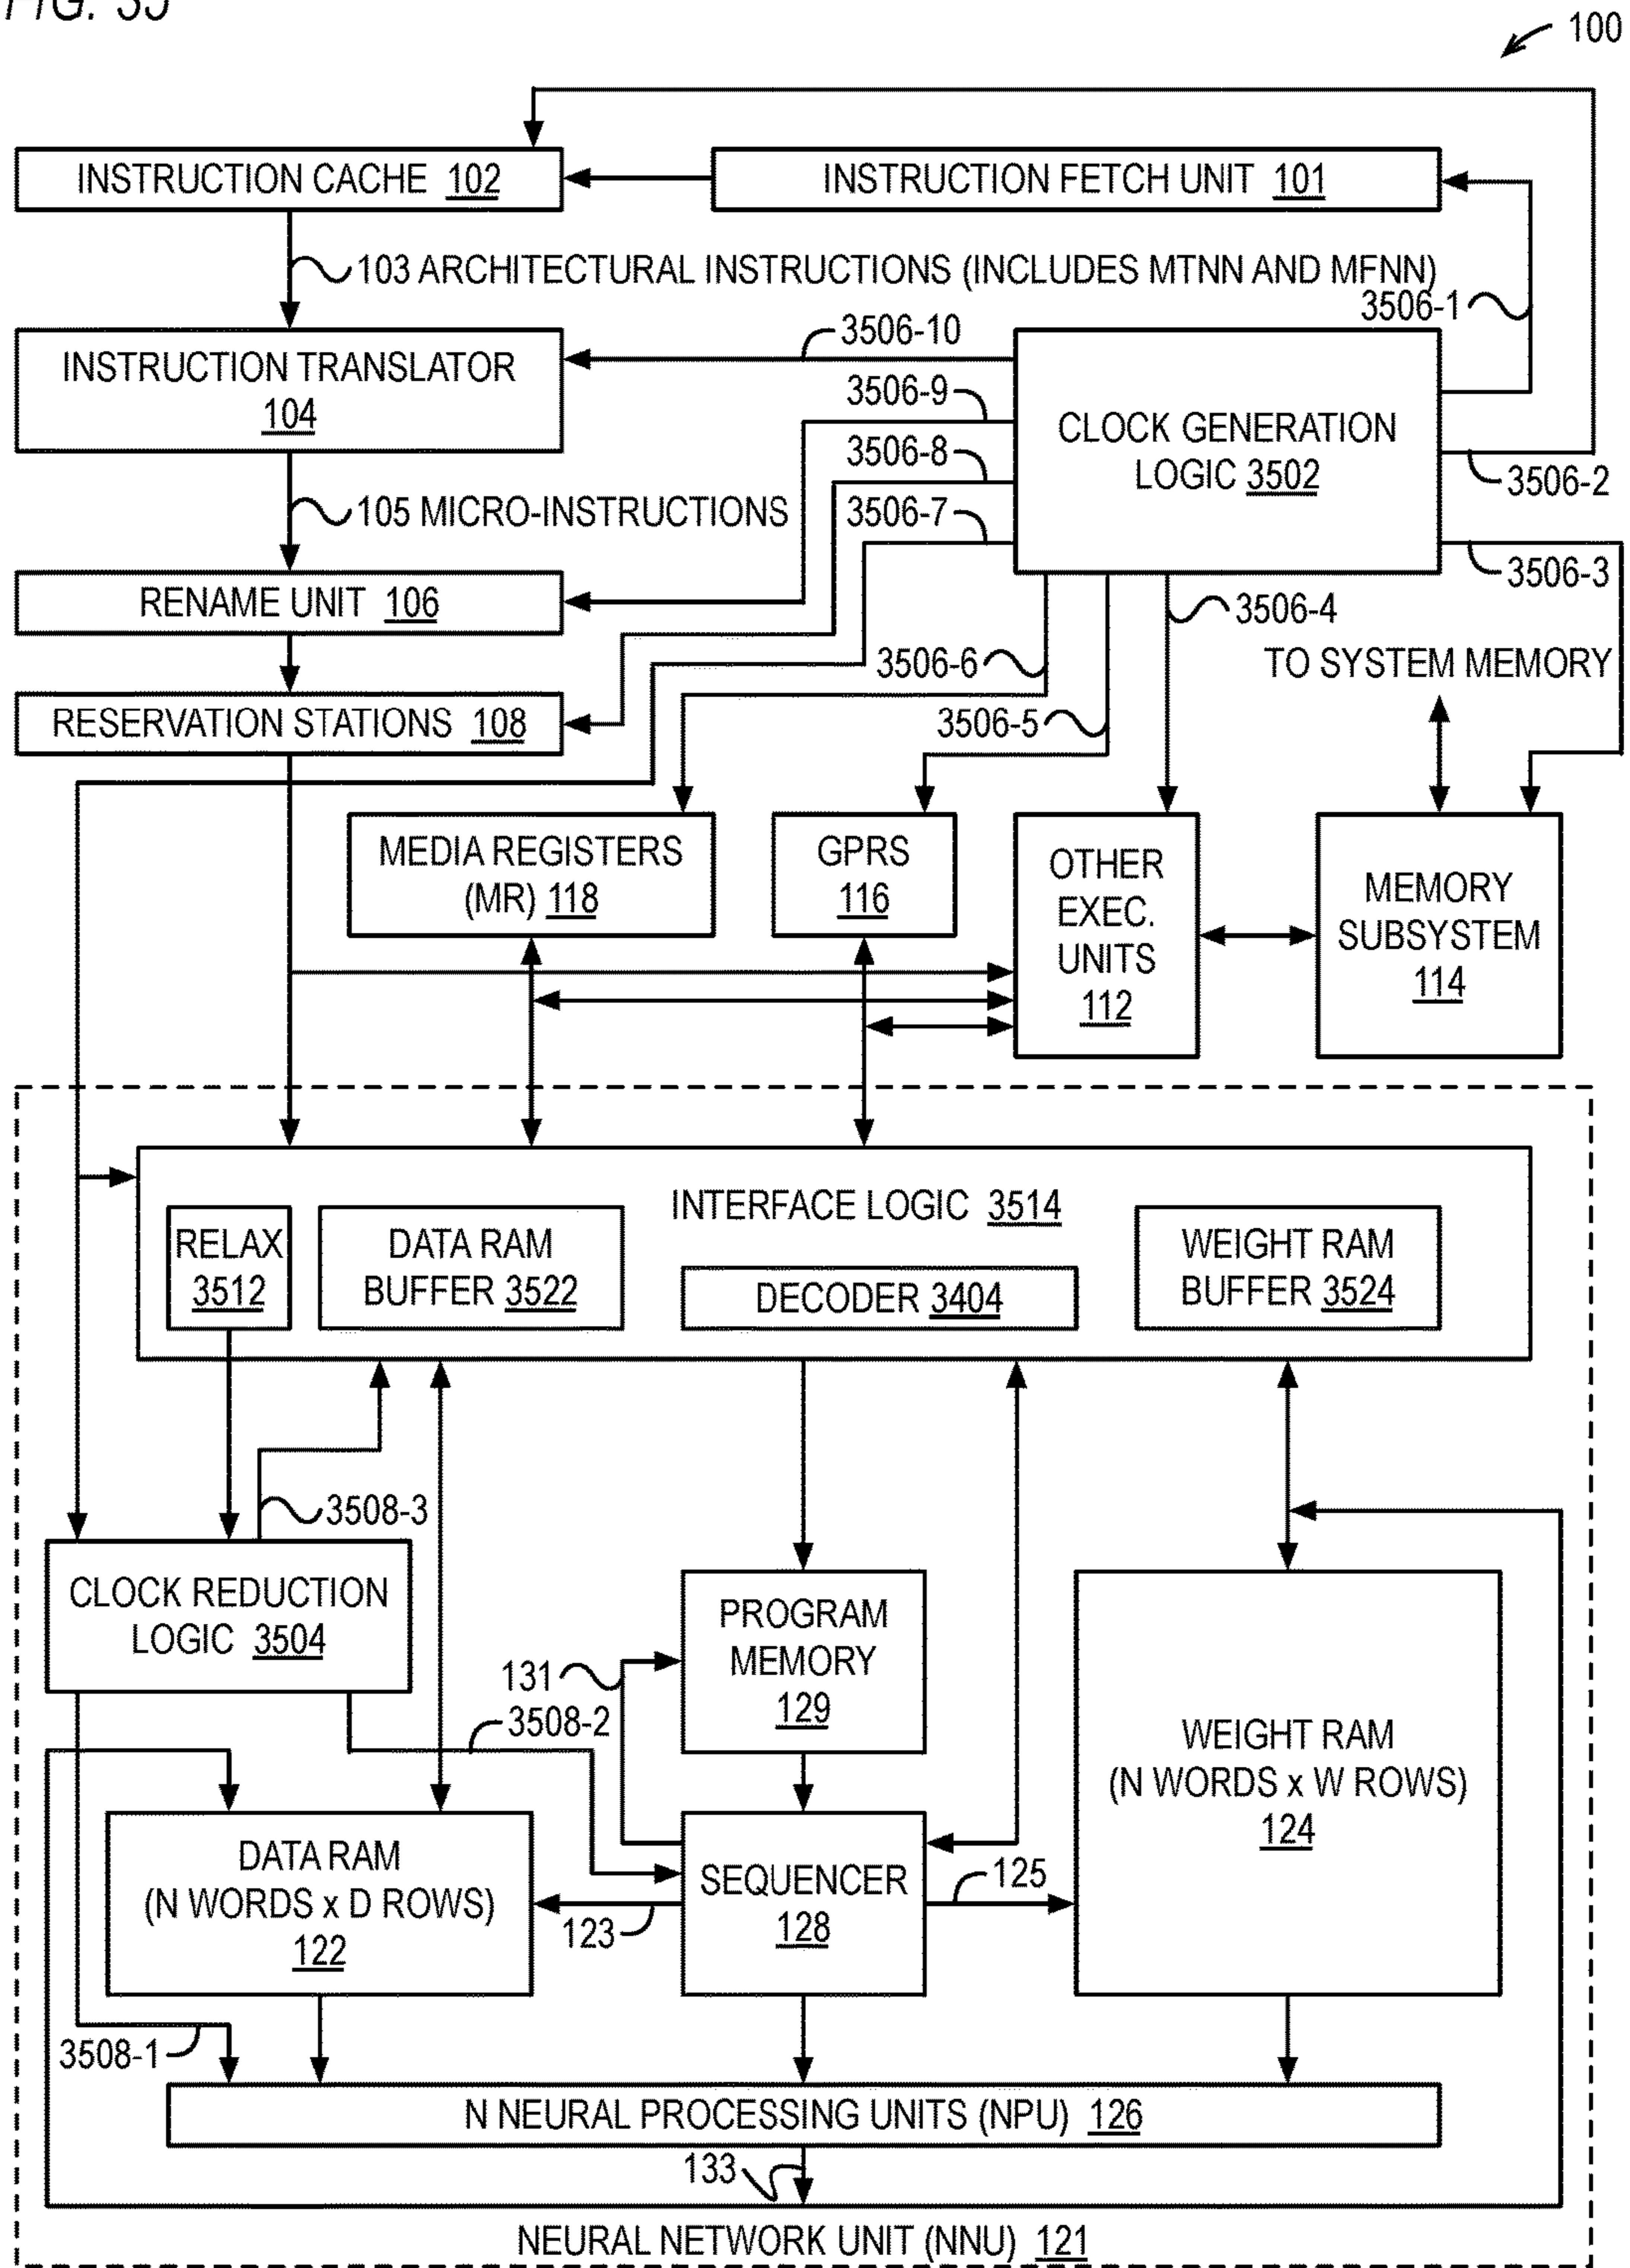 FIG. 35
100
INSTRUCTION CACHE 102
INSTRUCTION FETCH UNIT 101
103 ARCHITECTURAL INSTRUCTIONS (INCLUDES MTNN AND MFNN)
3506-1
3506-10
INSTRUCTION TRANSLATOR
104
3506-9
CLOCK GENERATION
LOGIC 3502
3506-8
3506-2
105 MICRO-INSTRUCTIONS
3506-7
3506-3
RENAME UNIT 106
3506-4
3506-6
TO SYSTEM MEMORY
RESERVATION STATIONS 108
3506-5
MEDIA REGISTERS
(MR) 118
GPRS
116
OTHER
EXEC.
UNITS
112
MEMORY
SUBSYSTEM
114
INTERFACE LOGIC 3514
RELAX
3512
DATA RAM
BUFFER 3522
DECODER 3404
WEIGHT RAM
BUFFER 3524
3508-3
CLOCK REDUCTION
LOGIC 3504
PROGRAM
MEMORY
129
131
3508-2
WEIGHT RAM
(N WORDS x W ROWS)
124
DATA RAM
(N WORDS x D ROWS)
122
SEQUENCER
128
125
123
3508-1
N NEURAL PROCESSING UNITS (NPU) 126
133
NEURAL NETWORK UNIT (NNU) 121